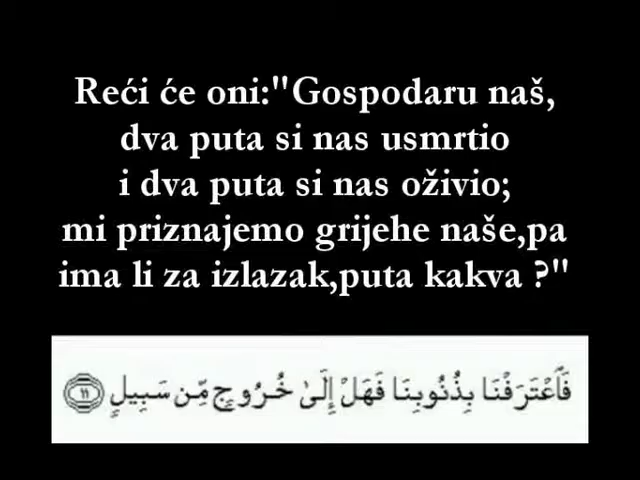 Reći će oni:"Gospodaru naš,
dva puta si nas usmrtio
i dva puta si nas oživio;
mi priznajemo grijehe naše,pa
ima li za izlazak,puta kakva ?"
فَٱعْتَرَفْنَا بِذُنُوبِنَا فَهَلْ إِلَىٰ خُرُوجٍ مِّن سَبِيلٍ ١١